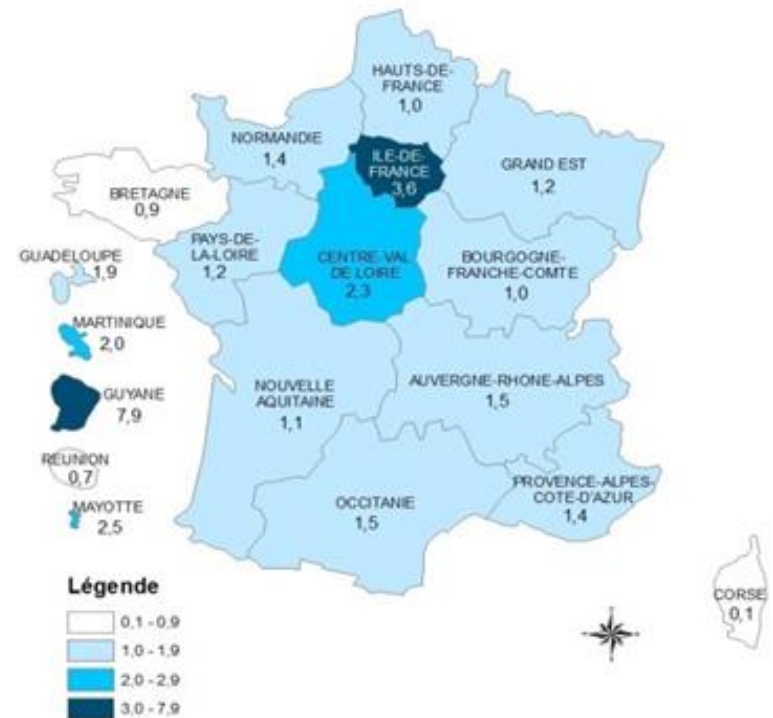 HAUTS-DE-
FRANCE
1,0
NORMANDIE
1,4
ILE-DE-
FRANCE
3,6
GRAND EST
1,2
BRETAGNE
0,9
PAYS-DE-
LA-LOIRE
1,2
CENTRE-VAL
DE LOIRE
2,3
BOURGOGNE-
FRANCHE-COMTE
1,0
GUADELOUPE
1,9
MARTINIQUE
2,0
GUYANE
7,9
REUNION
0,7
MAYOTTE
2,5
NOUVELLE
AQUITAINE
1,1
AUVERGNE-RHONE-ALPES
1,5
OCCITANIE
1,5
PROVENCE-ALPES-
COTE-D'AZUR
1,4
CORSE
0,1
Légende
0,1 - 0,9
1,0 - 1,9
2,0 - 2,9
3,0 - 7,9